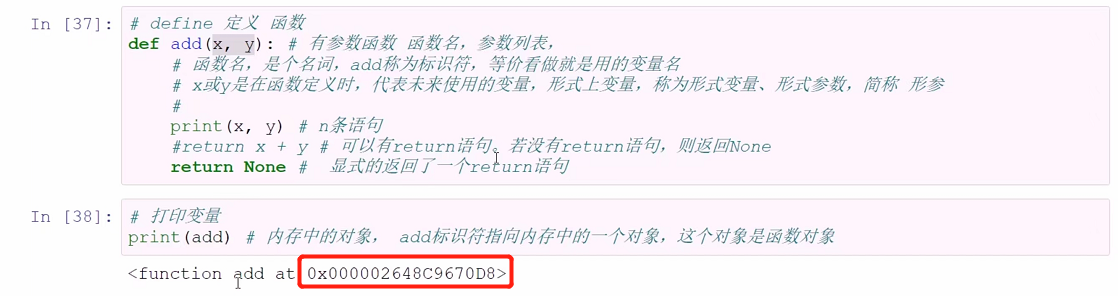 In [37]: # define 定义 函数
def add(x, y): # 有参数函数 函数名，参数列表，
# 函数名，是个名词，add称为标识符，等价看做就是用的变量名
# x或y是在函数定义时，代表未来使用的变量，形式上变量，称为形式变量、形式参数，简称 形参
#
print(x, y) # n条语句
#return x + y # 可以有return语句。若没有return语句，则返回None
return None #  显式的返回了一个return语句
In [38]: # 打印变量
print(add) # 内存中的对象， add标识符指向内存中的一个对象，这个对象是函数对象
<function add at 0x000002648C9670D8>